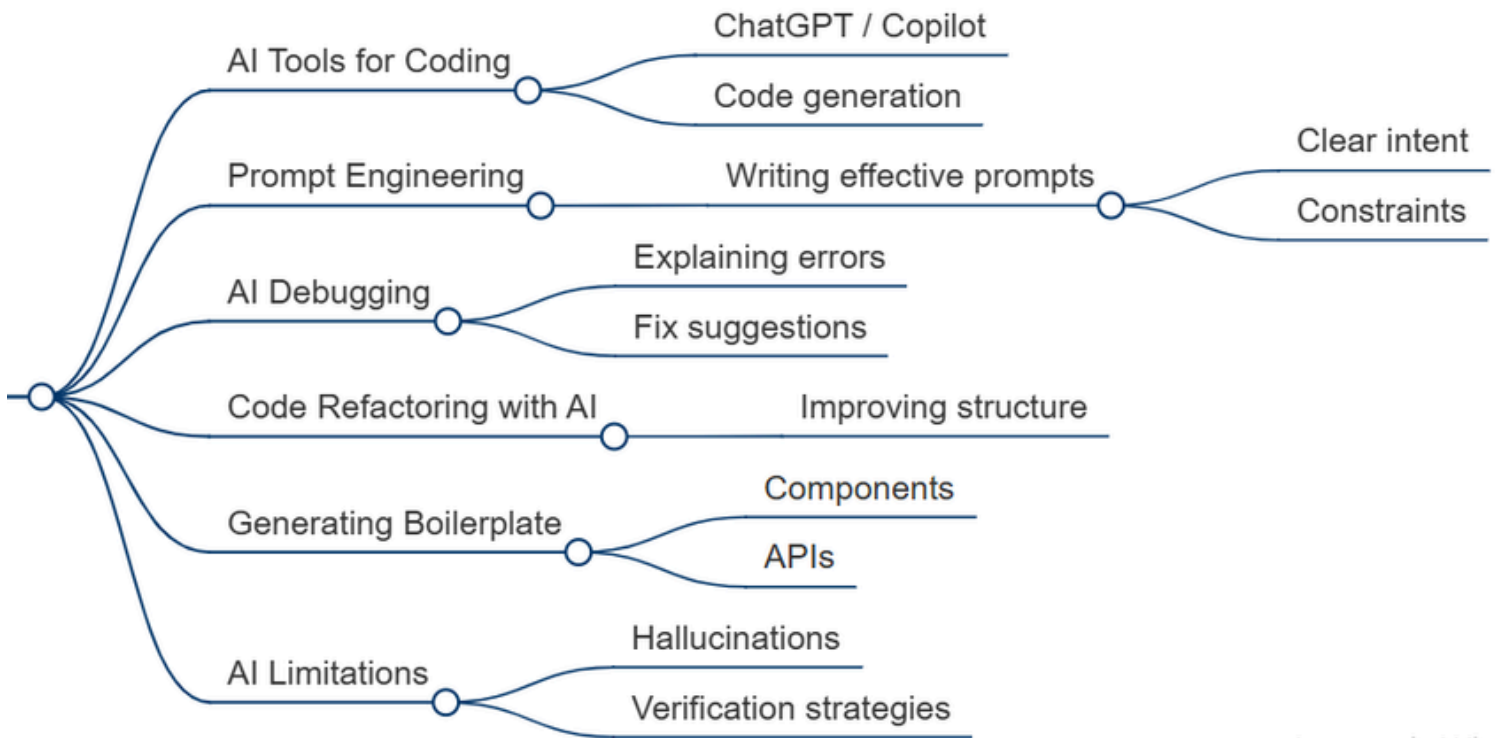 AI Tools for Coding
ChatGPT / Copilot
Code generation
Prompt Engineering
Writing effective prompts
Clear intent
Constraints
AI Debugging
Explaining errors
Fix suggestions
Code Refactoring with AI
Improving structure
Generating Boilerplate
Components
APIs
AI Limitations
Hallucinations
Verification strategies